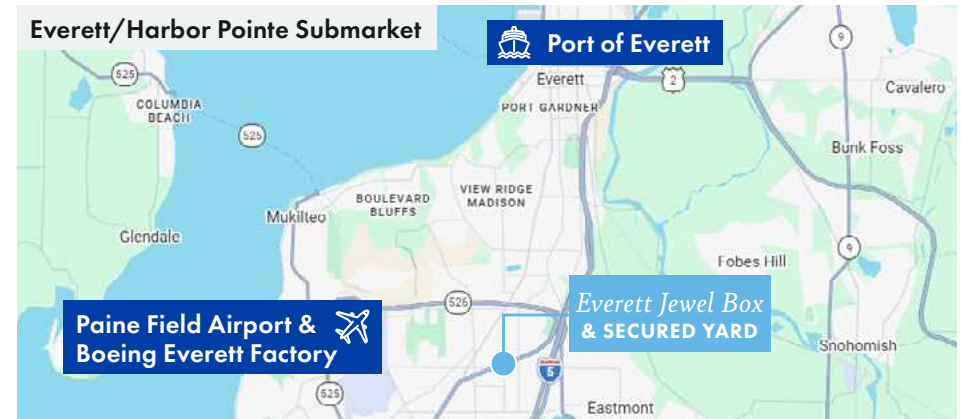 Everett/Harbor Pointe Submarket
Port of Everett
9
525
Everett
2
Cavalero
COLUMBIA
BEACH
PORT GARDNER
525
Bunk Foss
BOULEVARD
BLUFFS
VIEW RIDGE
MADISON
Mukilteo
Glendale
9
Fobes Hill
526
Everett Jewel Box
& SECURED YARD
Paine Field Airport &
Boeing Everett Factory
Snohomish
5
525
Eastmont